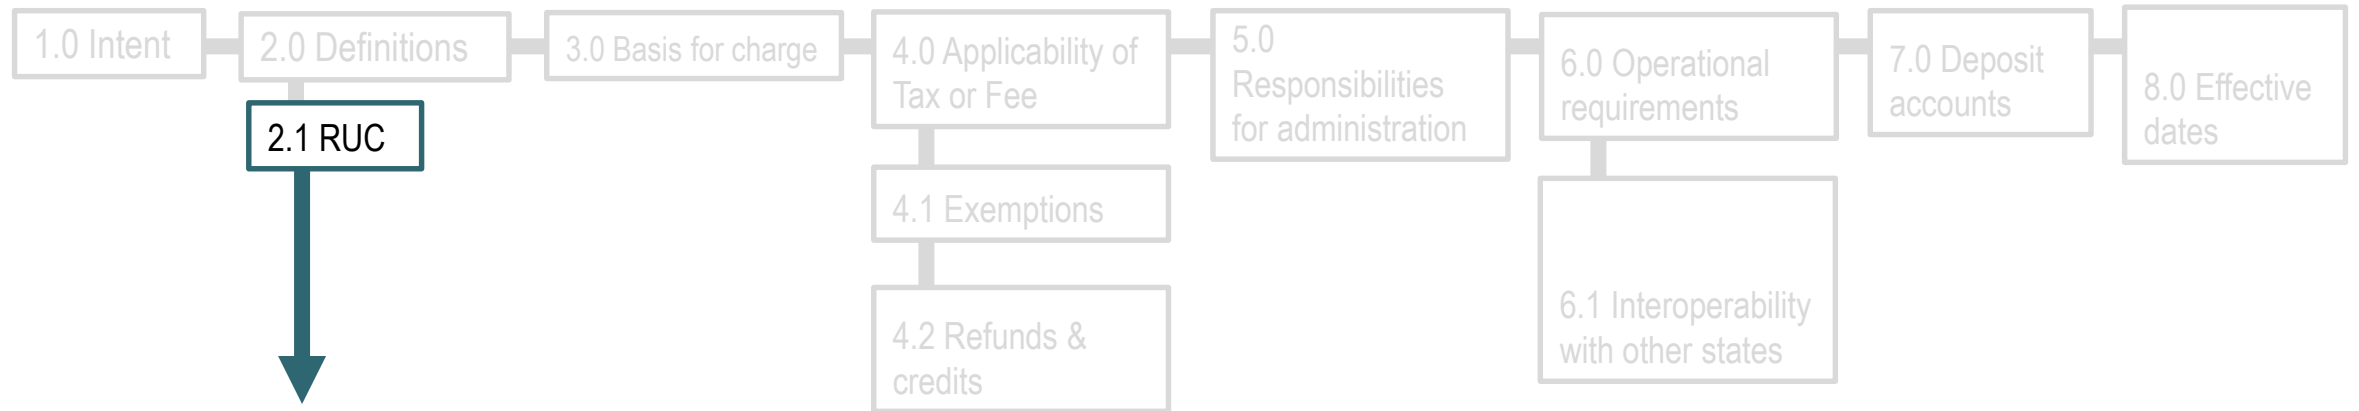 1.0 Intent
2.0 Definitions
2.1 RUC
3.0 Basis for charge
4.0 Applicability of
Tax or Fee
4.1 Exemptions
4.2 Refunds &
credits
5.0
Responsibilities
for administration
6.0 Operational
requirements
6.1 Interoperability
with other states
7.0 Deposit
accounts
8.0 Effective
dates